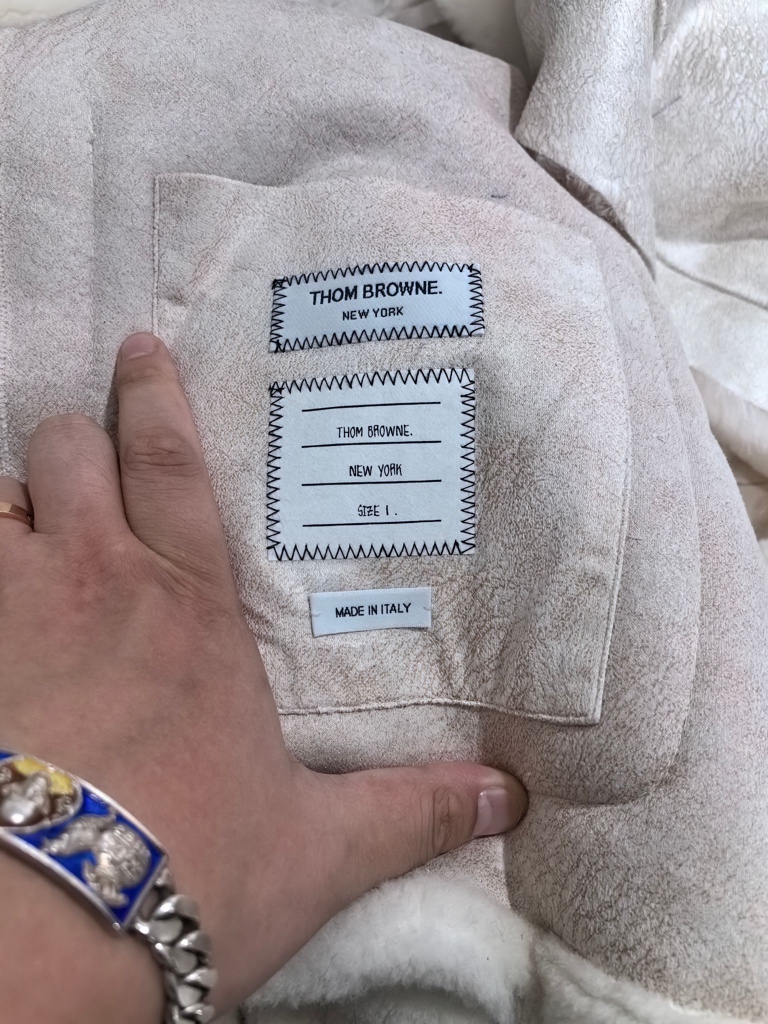 THOM BROWNE.
NEW YORK
THOM BROWNE.
NEW YORK
SIZE 1.
MADE IN ITALY